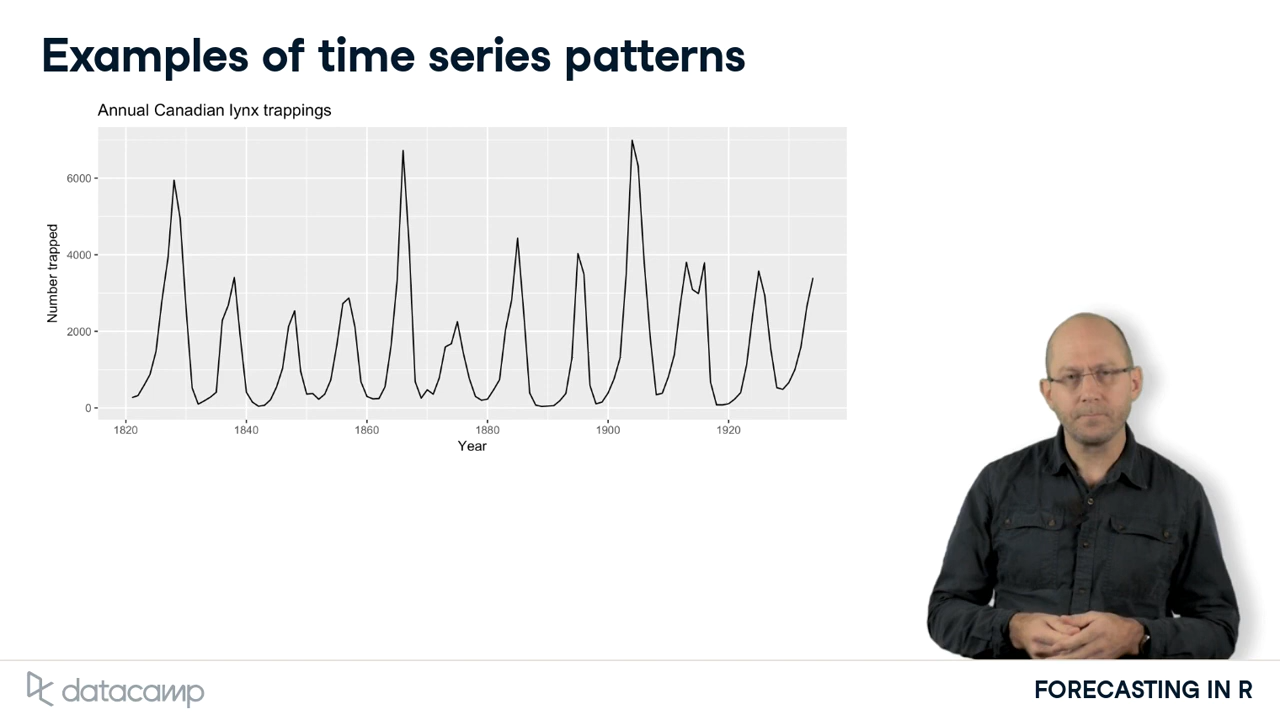 Examples of time series patterns
Annual Canadian lynx trappings
Number trapped
6000
4000
2000
0
1820 1840 1860 1880 1900 1920
Year
datacamp
FORECASTING IN R